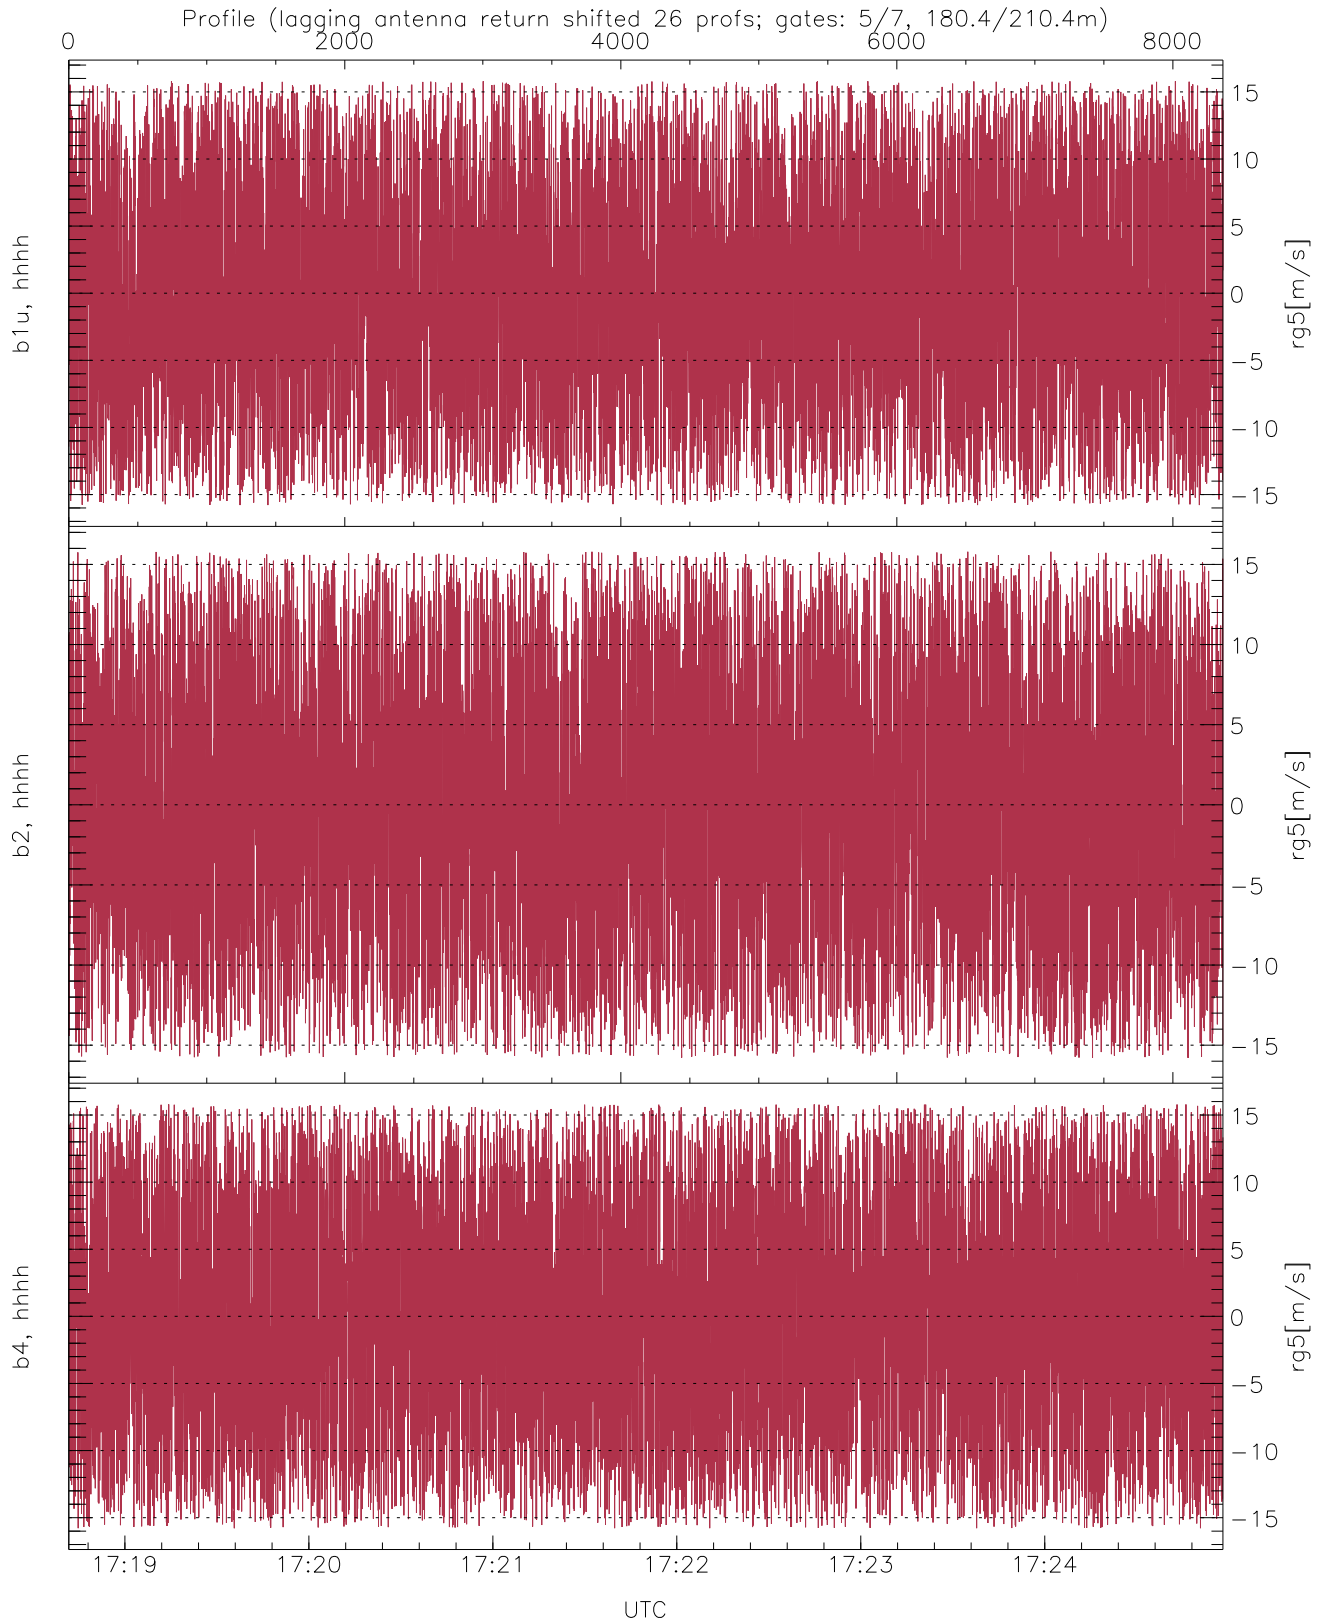 Profile (lagging antenna return shifted 26 profs; gates: 5/7, 180.4/210.4m)
0 2000 4000 6000 8000
15
10
5
0
−5
−10
−15
b1u, hhhh
rg5[m/s]
15
10
5
0
−5
−10
−15
b2, hhhh
rg5[m/s]
15
10
5
0
−5
−10
−15
b4, hhhh
rg5[m/s]
17:19 17:20 17:21 17:22 17:23 17:24
UTC